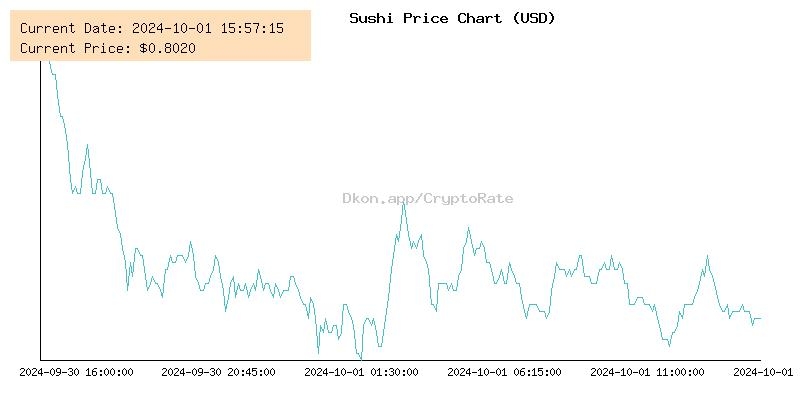 Sushi Price Chart (USD)
Current Date: 2024-10-01 15:57:15
Current Price: $0.8020
Dkon.app/CryptoRate
2024-09-30 16:00:00 2024-09-30 20:45:00 2024-10-01 01:30:00 2024-10-01 06:15:00 2024-10-01 11:00:00 2024-10-01